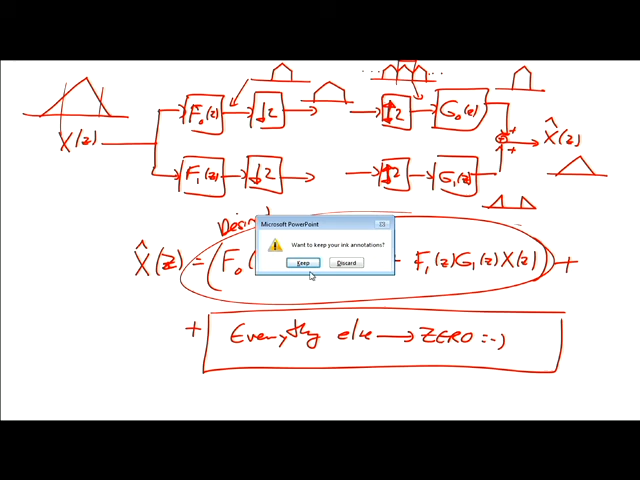 F₀(z) ↓2 ↑2 G₀(z)
X(z) + + X̂(z)
F₁(z) ↓2 ↑2 G₁(z)
Microsoft PowerPoint
Want to keep your ink annotations?
Keep Discard
X̂(z) = (F₀( F₁(z)G₁(z)X(z)) +
+ Everything else → ZERO :-)